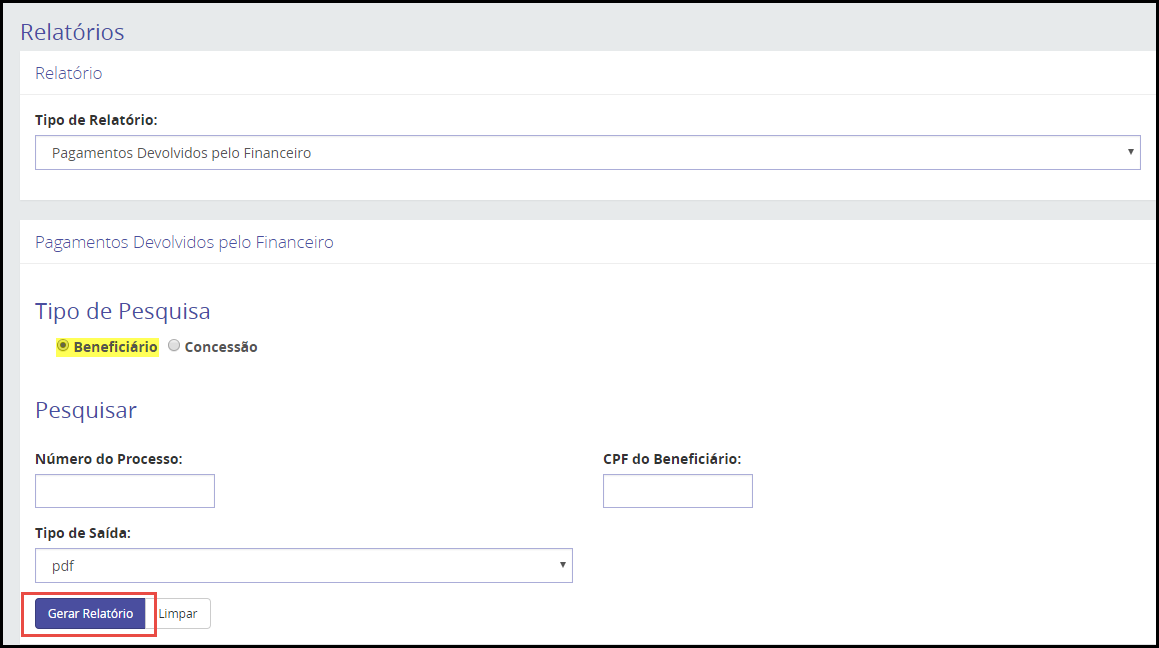 Relatórios
Relatório
Tipo de Relatório:
Pagamentos Devolvidos pelo Financeiro
Pagamentos Devolvidos pelo Financeiro
Tipo de Pesquisa
Beneficiário Concessão
Pesquisar
Número do Processo: CPF do Beneficiário:
Tipo de Saída:
pdf
Gerar Relatório Limpar